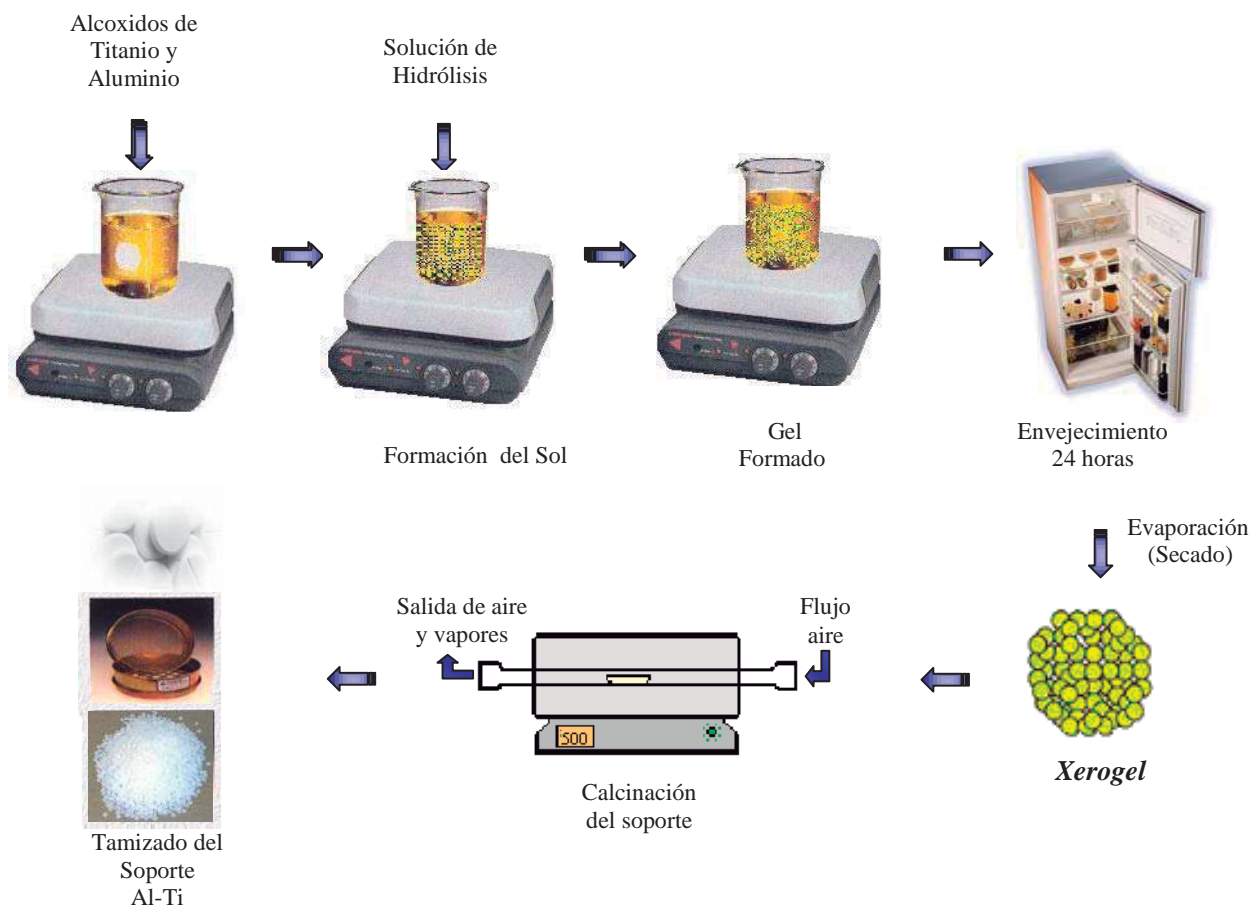 Alcoxidos de
Titanio y
Aluminio
Solución de
Hidrólisis
Formación del Sol
Gel
Formado
Envejecimiento
24 horas
Evaporación
(Secado)
Xerogel
Flujo
aire
Salida de aire
y vapores
500
Calcinación
del soporte
Tamizado del
Soporte
Al-Ti